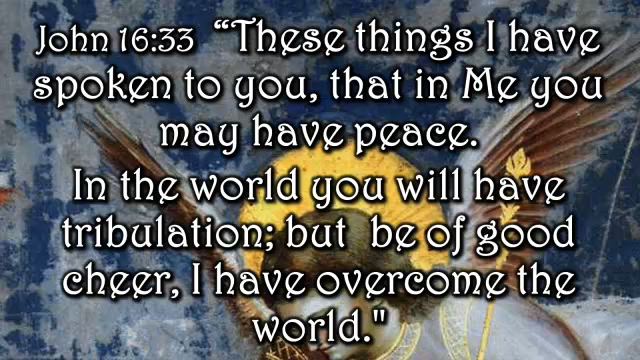 John 16:33  “These things I have
spoken to you, that in Me you
may have peace.
In the world you will have
tribulation; but  be of good
cheer, I have overcome the
world."